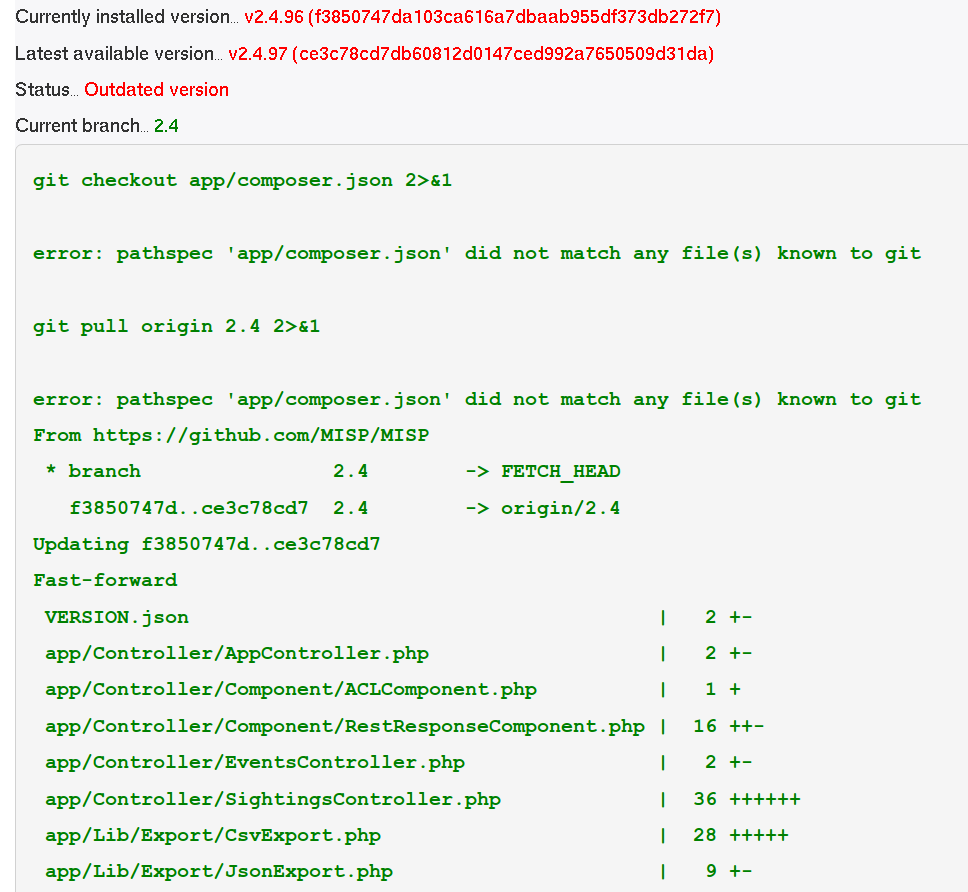 Currently installed version... v2.4.96 (f3850747da103ca616a7dbaab955df373db272f7)
Latest available version... v2.4.97 (ce3c78cd7db60812d0147ced992a7650509d31da)
Status... Outdated version
Current branch... 2.4
git checkout app/composer.json 2>&1
error: pathspec 'app/composer.json' did not match any file(s) known to git
git pull origin 2.4 2>&1
error: pathspec 'app/composer.json' did not match any file(s) known to git
From https://github.com/MISP/MISP
 * branch                2.4        -> FETCH_HEAD
   f3850747d..ce3c78cd7  2.4        -> origin/2.4
Updating f3850747d..ce3c78cd7
Fast-forward
 VERSION.json                                       |   2 +-
 app/Controller/AppController.php                   |   2 +-
 app/Controller/Component/ACLComponent.php          |   1 +
 app/Controller/Component/RestResponseComponent.php |  16 ++-
 app/Controller/EventsController.php                |   2 +-
 app/Controller/SightingsController.php             |  36 ++++++
 app/Lib/Export/CsvExport.php                       |  28 +++++
 app/Lib/Export/JsonExport.php                      |   9 +-